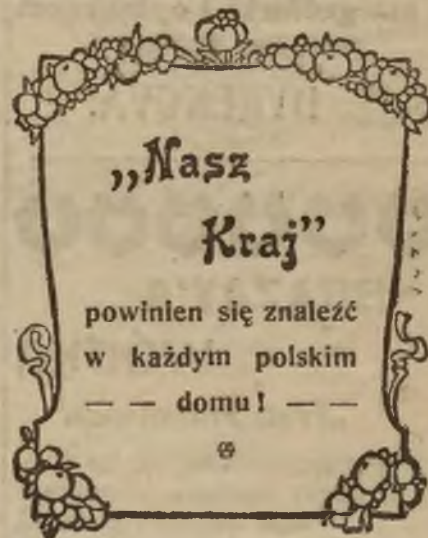 „Nasz
Kraj”
powinien się znaleźć
w każdym polskim
— — domu! — —